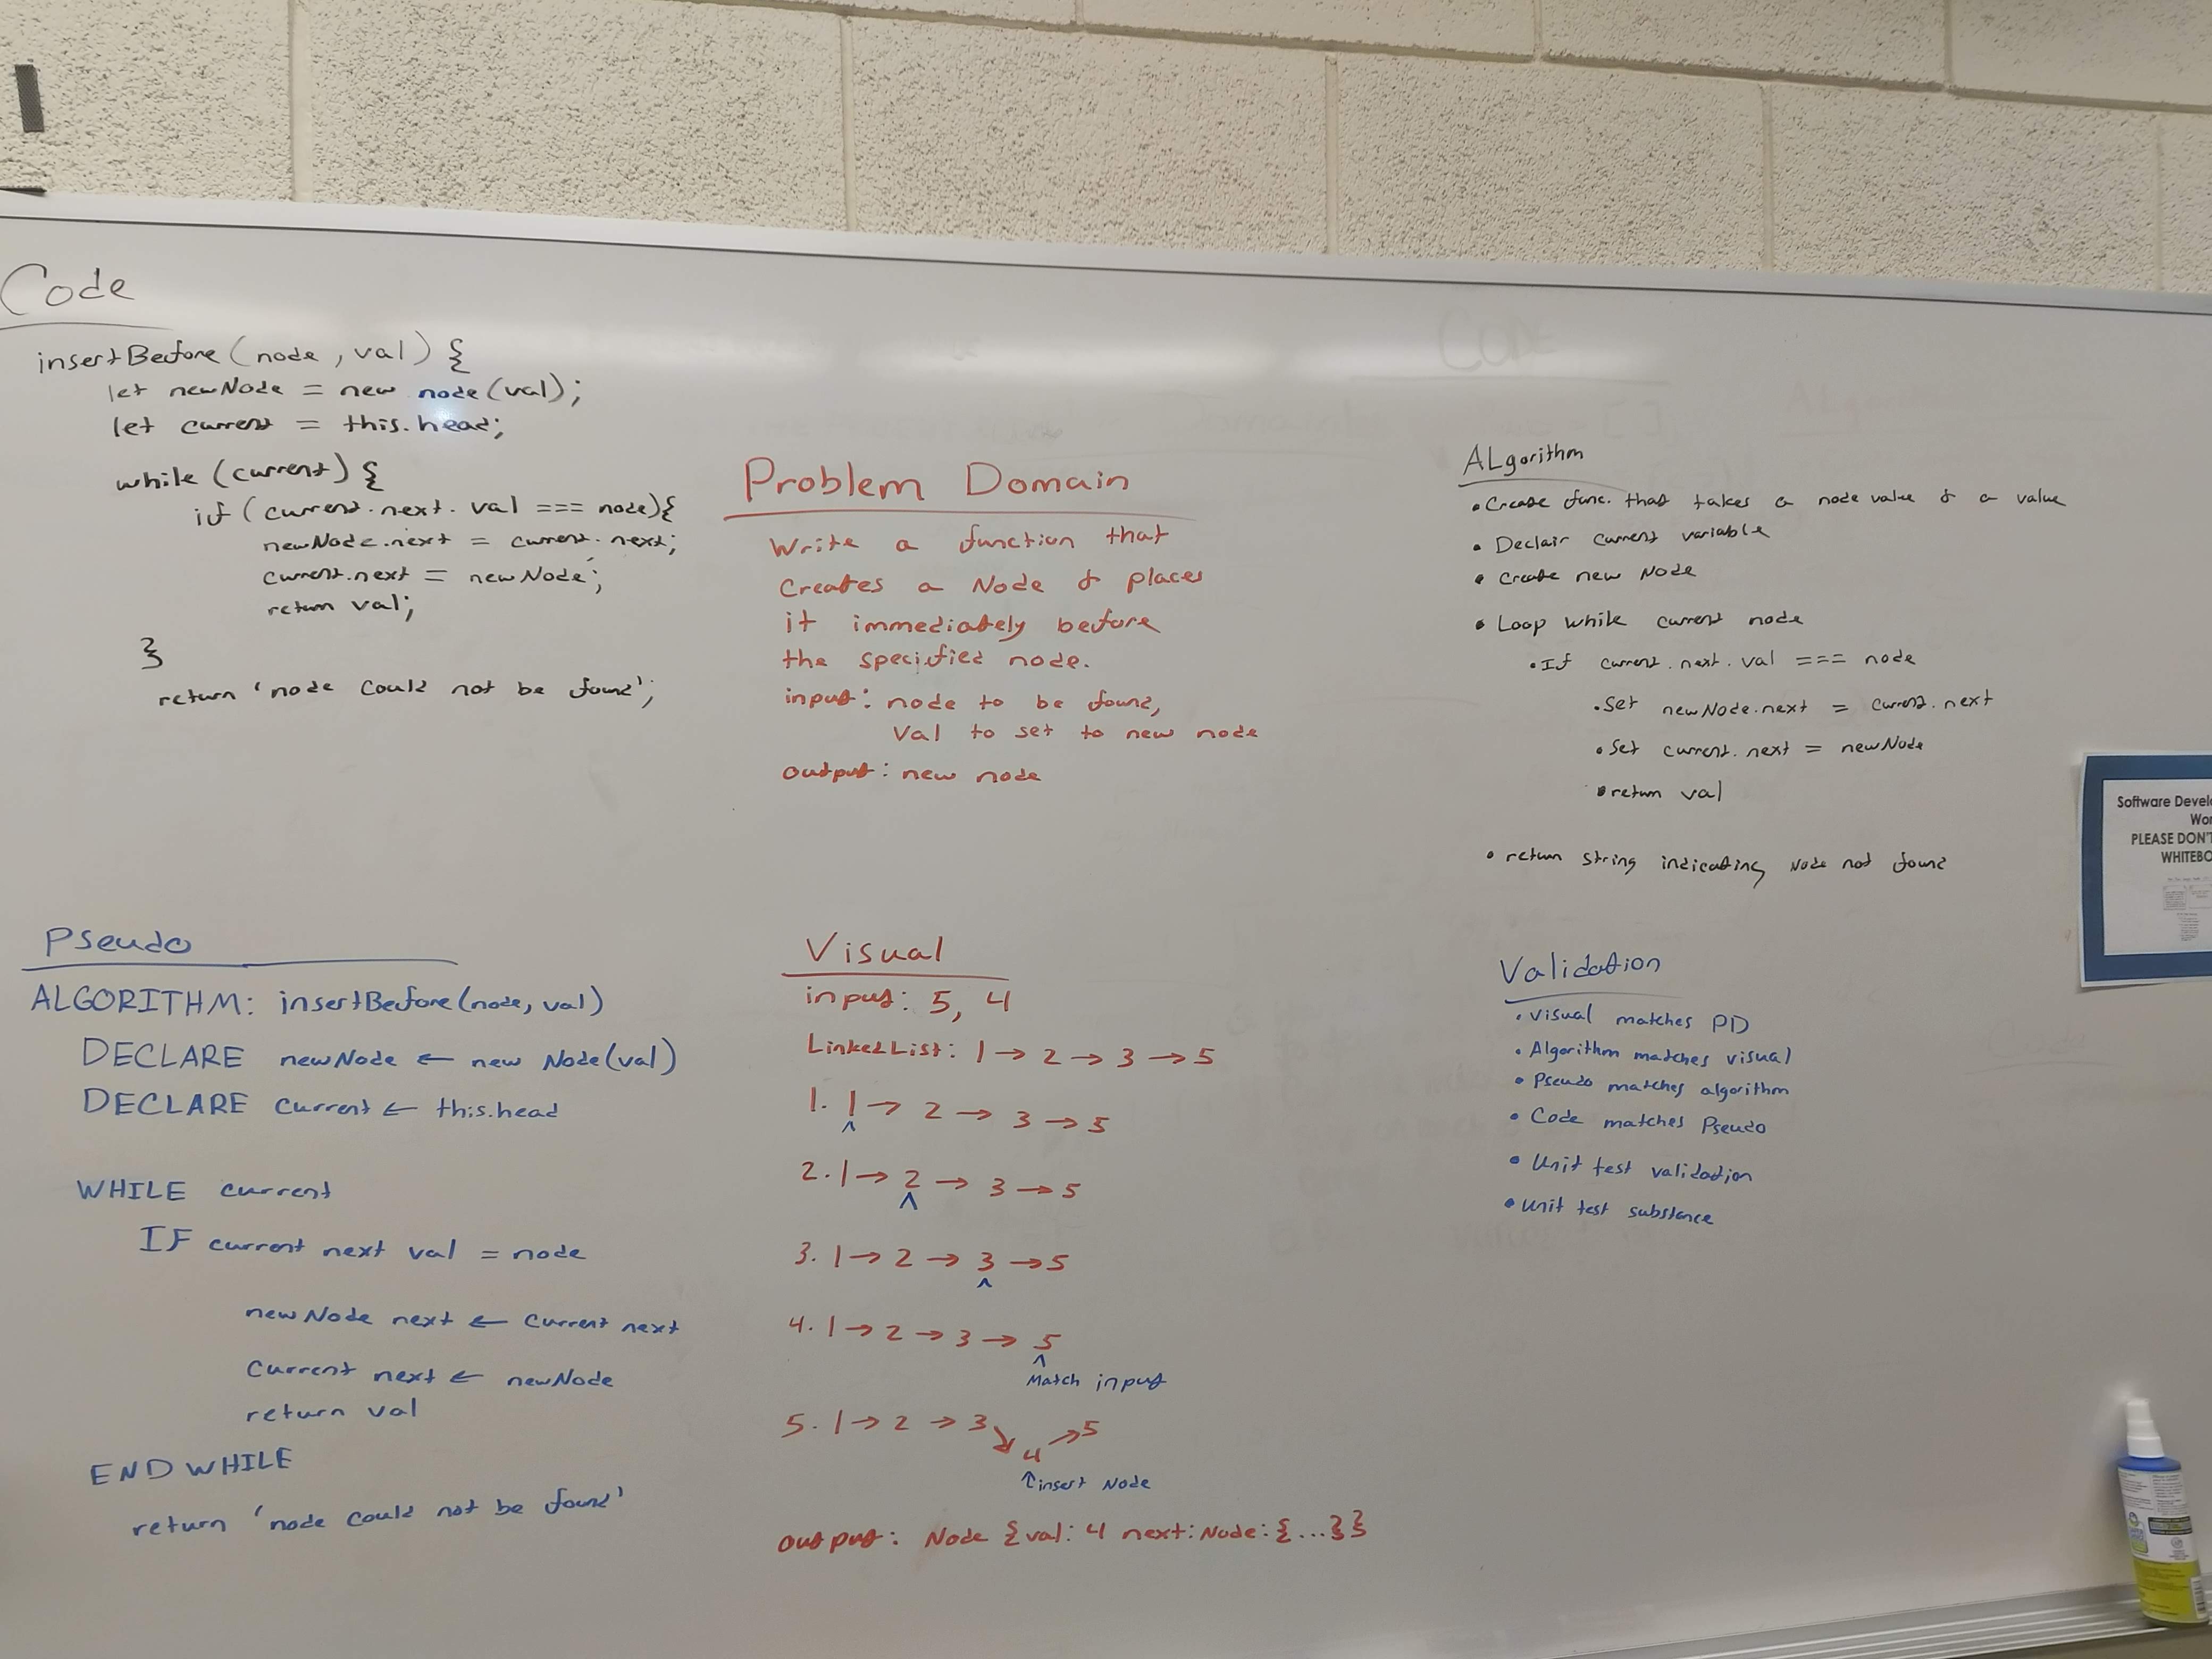 Code
insertBefore(node, val) {
let newNode = new node(val);
let current = this.head;
while (current) {
if (current.next.val === node){
newNode.next = current.next;
current.next = newNode;
return val;
}
return 'node could not be found';
Problem Domain
Write a function that
Creates a Node & places
it immediately before
the specified node.
input: node to be found,
val to set to new node
output: new node
ALgorithm
• Create func. that takes a node value & a value
• Declair current variable
• Create new Node
• Loop while current node
• If current.next.val === node
• Set newNode.next = current.next
• Set current.next = newNode
• return val
• return string indicating Node not found
Software Devel
PLEASE DON'T
WHITEBO
Pseudo
ALGORITHM: insertBefore(node, val)
DECLARE newNode ← new Node(val)
DECLARE current ← this.head
WHILE current
IF current next val = node
newNode next ← current next
Current next ← newNode
return val
END WHILE
return 'node could not be found'
Visual
input: 5, 4
LinkedList: 1 → 2 → 3 → 5
1. 1 → 2 → 3 → 5
^
2. 1 → 2 → 3 → 5
^
3. 1 → 2 → 3 → 5
^
4. 1 → 2 → 3 → 5
^
Match input
5. 1 → 2 → 3 ↘ 4 → 5
↑ insert Node
output: Node {val: 4 next: Node: {...}}
Validation
• Visual matches PD
• Algorithm matches visual
• Pseudo matches algorithm
• Code matches Pseudo
• Unit test validation
• unit test substance